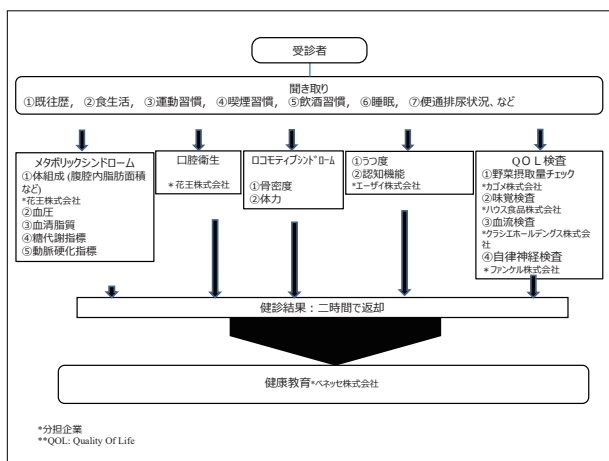 受診者
聞き取り
①既往歴, ②食生活, ③運動習慣, ④喫煙習慣, ⑤飲酒習慣, ⑥睡眠, ⑦便通排尿状況、など
メタボリックシンドローム
①体組成 (腹腔内脂肪面積
など)
*花王株式会社
②血圧
③血清脂質
④糖代謝指標
⑤動脈硬化指標
口腔衛生
*花王株式会社
ロコモティブシンドローム
①骨密度
②体力
①うつ度
②認知機能
*エーザイ株式会社
QOL検査
①野菜摂取量チェック
*カゴメ株式会社
②味覚検査
*ハウス食品株式会社
③血流検査
*クラシエホールデングス株式会
社
④自律神経検査
*ファンケル株式会社
健診結果：二時間で返却
健康教育*ベネッセ株式会社
*分担企業
**QOL: Quality Of Life